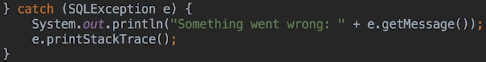 } catch (SQLException e) {
    System.out.println("Something went wrong: " + e.getMessage());
    e.printStackTrace();
}